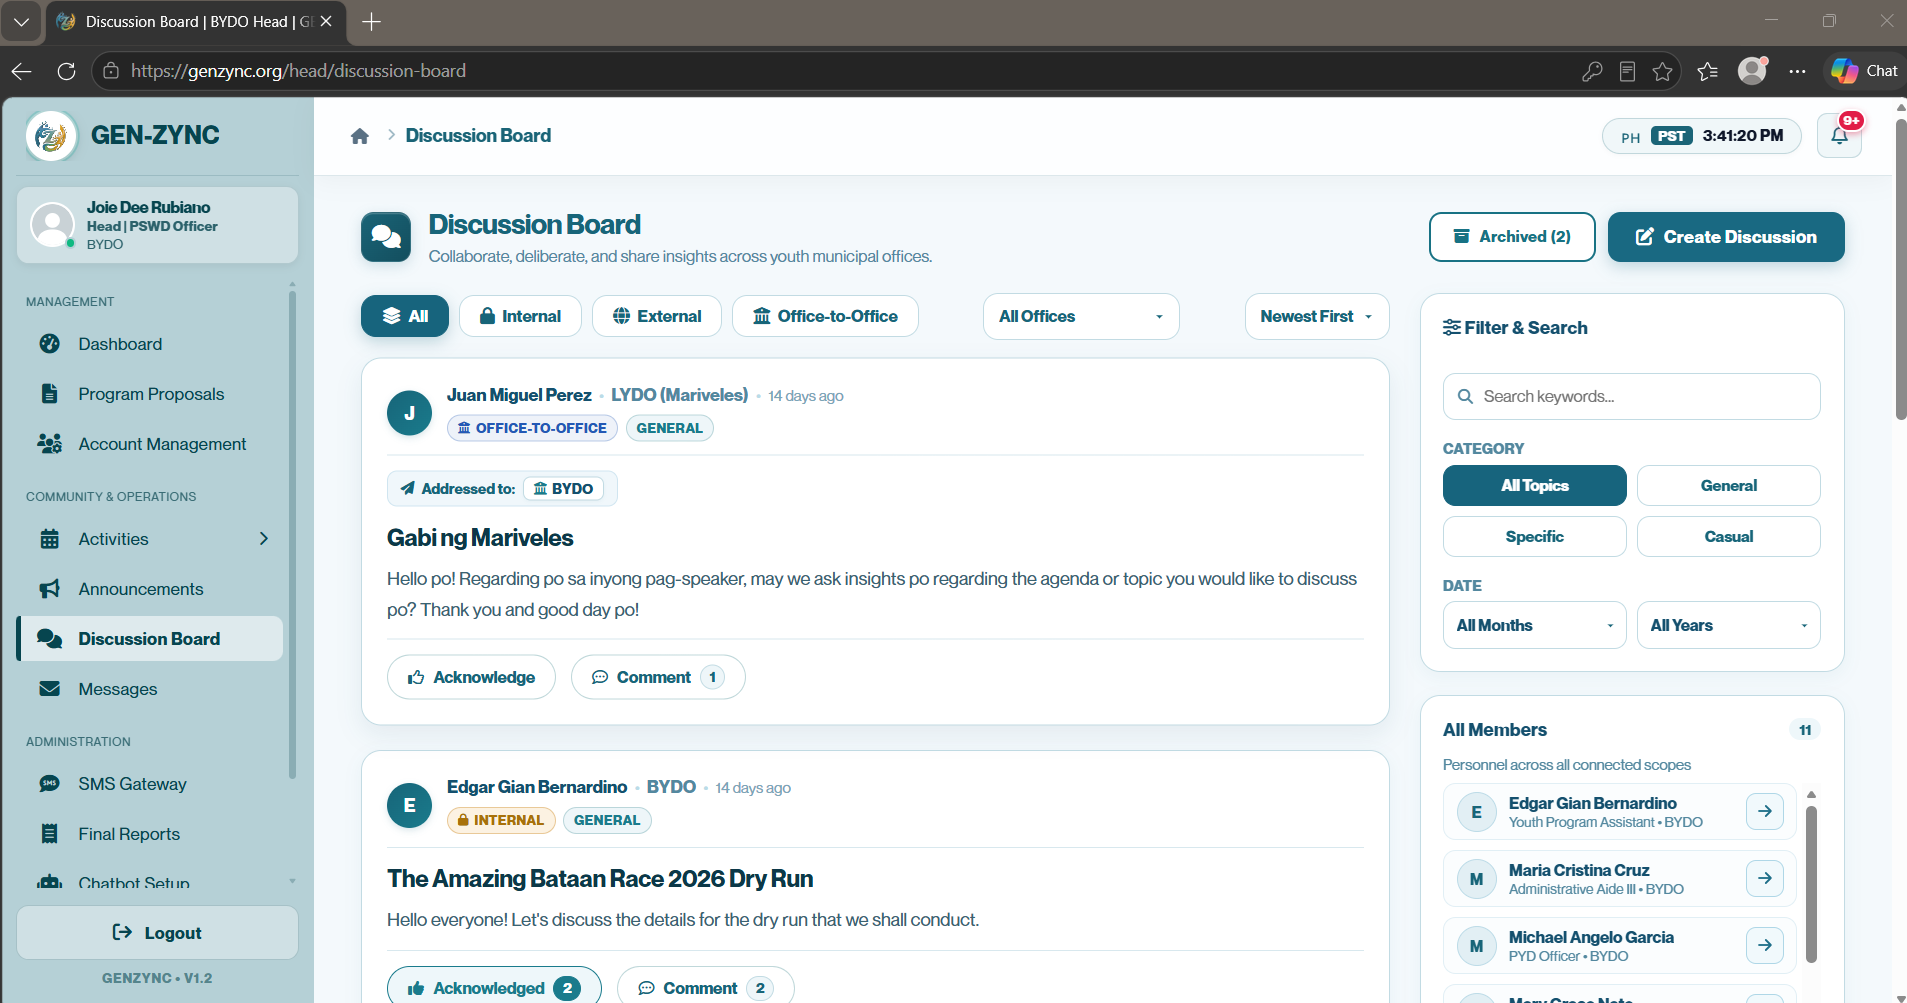 Discussion Board | BYDO Head | GE
https://genzync.org/head/discussion-board
Chat
GEN-ZYNC
Joie Dee Rubiano
Head | PSWD Officer
BYDO
MANAGEMENT
Dashboard
Program Proposals
Account Management
COMMUNITY & OPERATIONS
Activities
Announcements
Discussion Board
Messages
ADMINISTRATION
SMS SMS Gateway
Final Reports
Chatbot Setup
Logout
GENZYNC • V1.2
Discussion Board
PH PST 3:41:20 PM
9+
Discussion Board
Collaborate, deliberate, and share insights across youth municipal offices.
Archived (2)
Create Discussion
All
Internal
External
Office-to-Office
All Offices
Newest First
J
Juan Miguel Perez • LYDO (Mariveles) • 14 days ago
OFFICE-TO-OFFICE GENERAL
Addressed to: BYDO
Gabi ng Mariveles
Hello po! Regarding po sa inyong pag-speaker, may we ask insights po regarding the agenda or topic you would like to discuss
po? Thank you and good day po!
Acknowledge
Comment 1
E
Edgar Gian Bernardino • BYDO • 14 days ago
INTERNAL GENERAL
The Amazing Bataan Race 2026 Dry Run
Hello everyone! Let's discuss the details for the dry run that we shall conduct.
Acknowledged 2
Comment 2
Filter & Search
Search keywords...
CATEGORY
All Topics
General
Specific
Casual
DATE
All Months
All Years
All Members 11
Personnel across all connected scopes
E
Edgar Gian Bernardino
Youth Program Assistant • BYDO
M
Maria Cristina Cruz
Administrative Aide III • BYDO
M
Michael Angelo Garcia
PYD Officer • BYDO